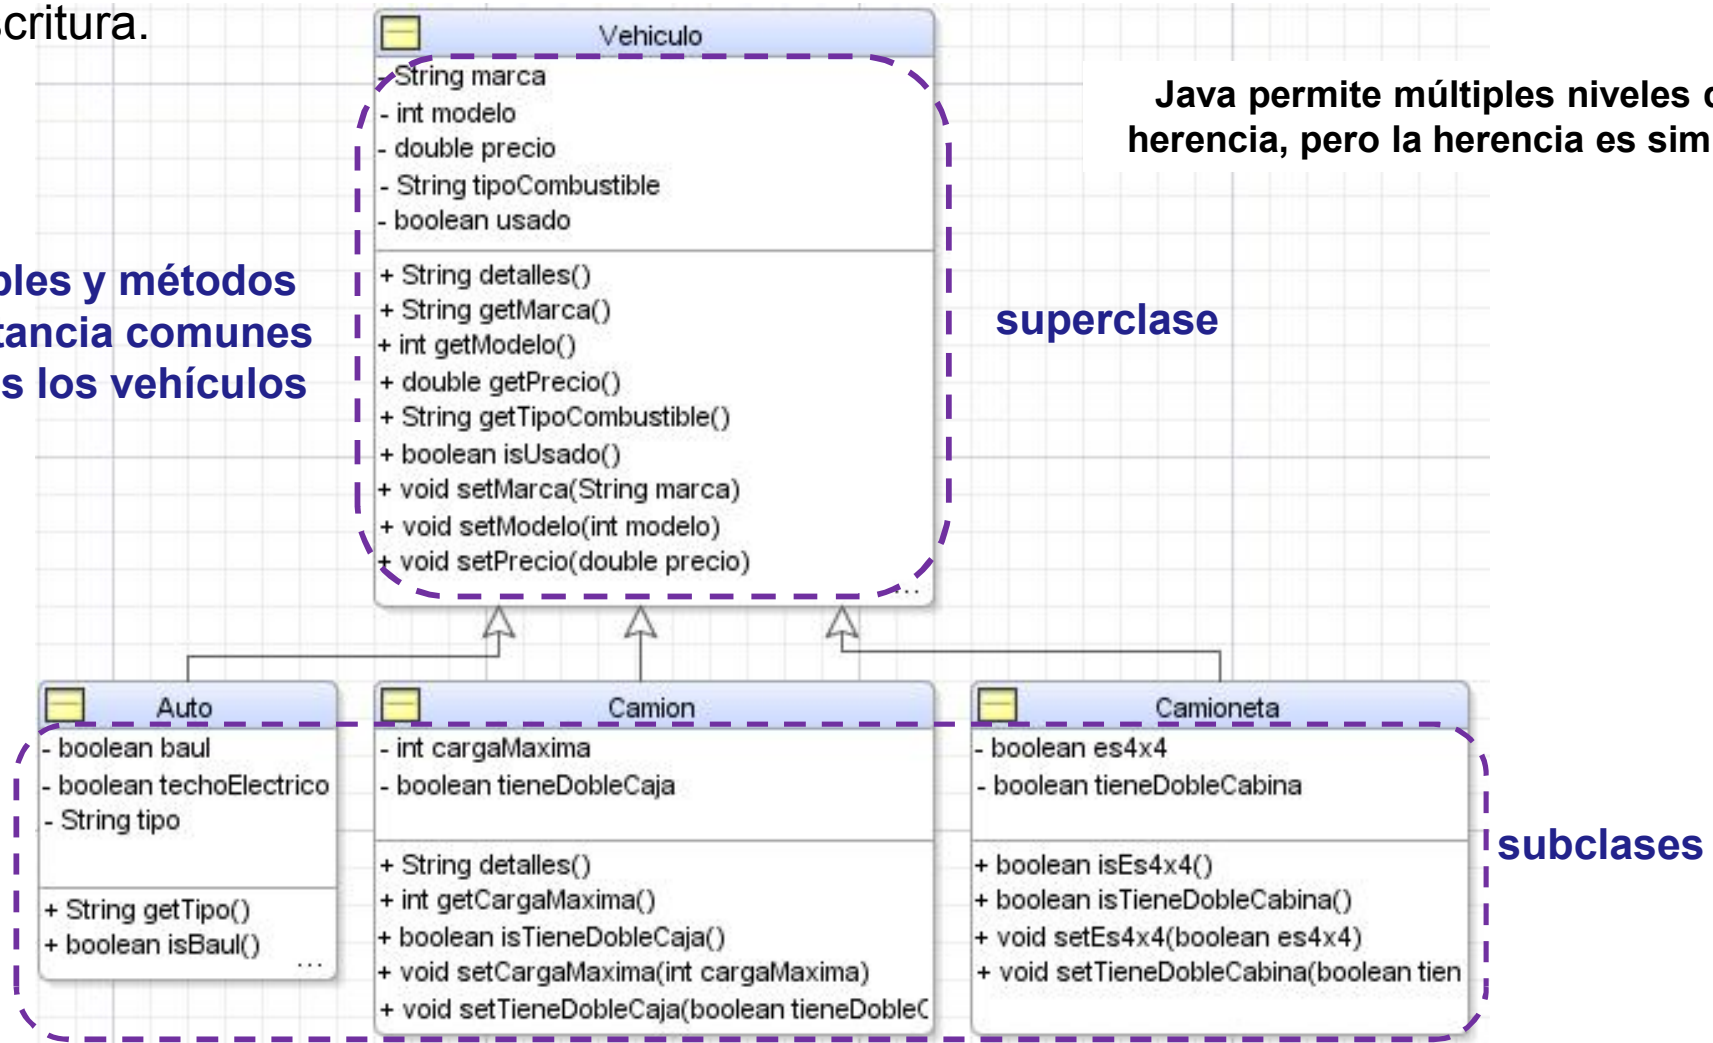 scritura.
Vehiculo
- String marca
- int modelo
- double precio
- String tipoCombustible
- boolean usado
+ String detalles()
+ String getMarca()
+ int getModelo()
+ double getPrecio()
+ String getTipoCombustible()
+ boolean isUsado()
+ void setMarca(String marca)
+ void setModelo(int modelo)
+ void setPrecio(double precio)
...
Java permite múltiples niveles
herencia, pero la herencia es sim
bles y métodos
tancia comunes
s los vehículos
superclase
Auto
- boolean baul
- boolean techoElectrico
- String tipo
+ String getTipo()
+ boolean isBaul()
...
Camion
- int cargaMaxima
- boolean tieneDobleCaja
+ String detalles()
+ int getCargaMaxima()
+ boolean isTieneDobleCaja()
+ void setCargaMaxima(int cargaMaxima)
+ void setTieneDobleCaja(boolean tieneDobleC
Camioneta
- boolean es4x4
- boolean tieneDobleCabina
+ boolean isEs4x4()
+ boolean isTieneDobleCabina()
+ void setEs4x4(boolean es4x4)
+ void setTieneDobleCabina(boolean tien
subclases